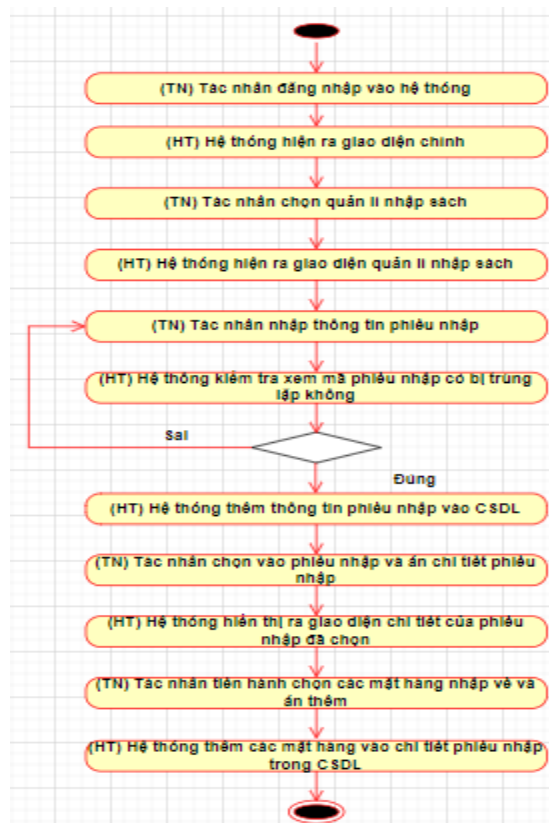 (TN) Tác nhân đăng nhập vào hệ thống
(HT) Hệ thống hiện ra giao diện chính
(TN) Tác nhân chọn quản lí nhập sách
(HT) Hệ thống hiện ra giao diện quản lí nhập sách
(TN) Tác nhân nhập thông tin phiếu nhập
(HT) Hệ thống kiểm tra xem mã phiếu nhập có bị trùng
lặp không
Sai
Đúng
(HT) Hệ thống thêm thông tin phiếu nhập vào CSDL
(TN) Tác nhân chọn vào phiếu nhập và ấn chi tiết phiếu
nhập
(HT) Hệ thống hiển thị ra giao diện chi tiết của phiếu
nhập đã chọn
(TN) Tác nhân tiến hành chọn các mặt hàng nhập về và
ấn thêm
(HT) Hệ thống thêm các mặt hàng vào chi tiết phiếu nhập
trong CSDL